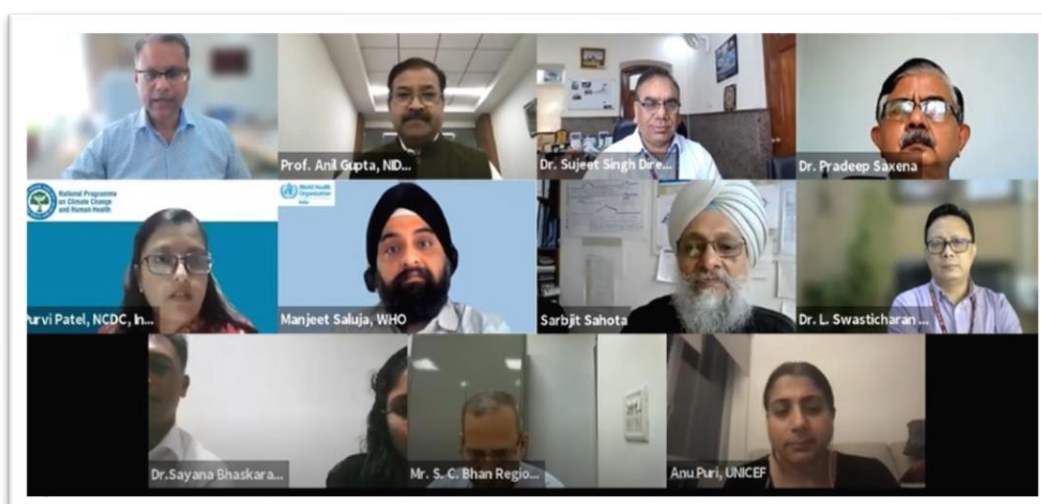 Prof. Anil Gupta, NID...
Dr. Sujeet Singh Dire...
Dr. Pradeep Saxena
National Programme
on Climate Change
and Human Health
World Health
Organization
India
urvi Patel, NCDC, In...
Manjeet Saluja, WHO
Sarbjit Sahota
Dr. L. Swasticharan ...
Dr.Sayana Bhaskara...
Mr. S. C. Bhan Regio...
Anu Puri, UNICEF